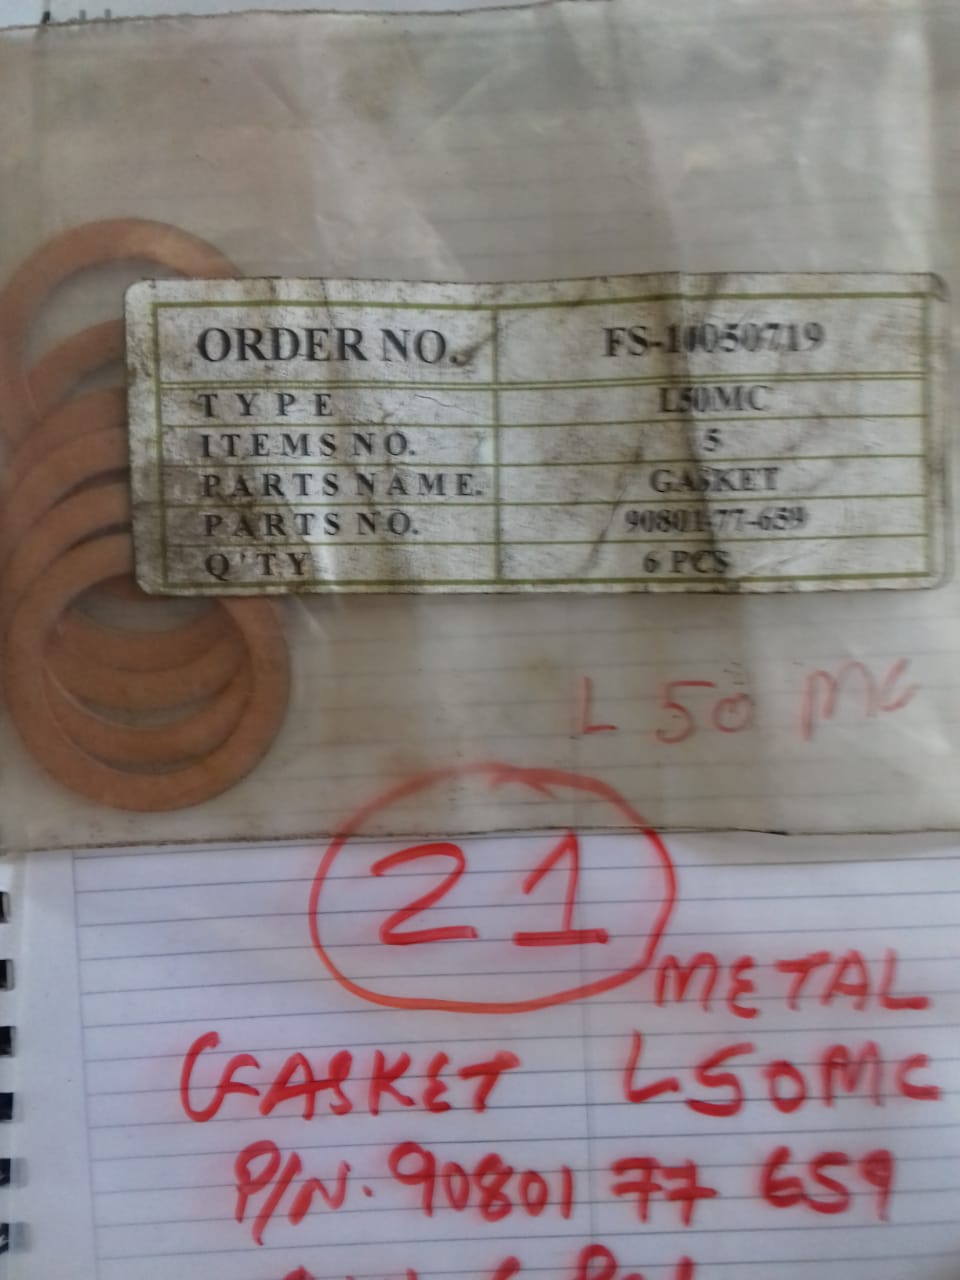 Address
ORDER NO. FS-10050719
TYPE L50MC
ITEMS NO. 5
PARTS NAME. GASKET
PARTS NO. 90801-77-659
Q'TY 6 PCS
L 50 MC
21
METAL
GASKET L50MC
P/N. 90801 77 659